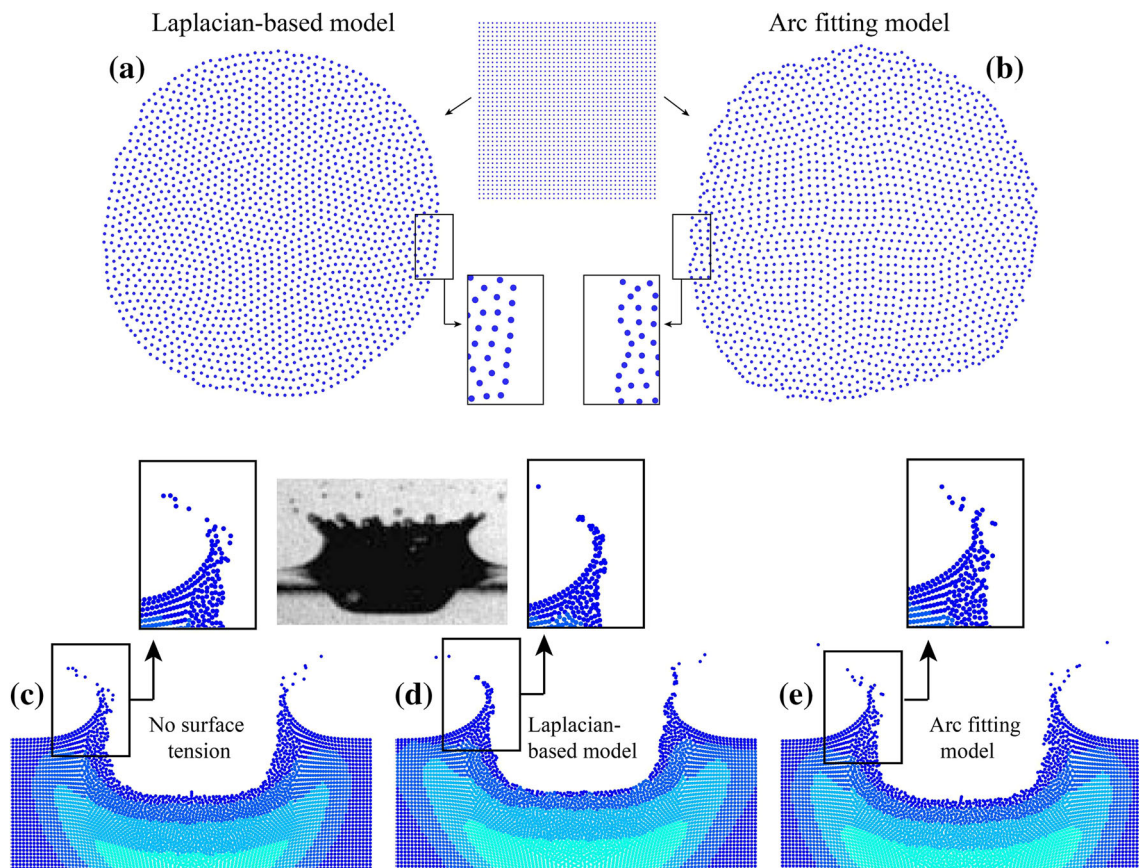 Laplacian-based model
Arc fitting model
(a)
(b)
(c)
No surface
tension
(d)
Laplacian-
based model
(e)
Arc fitting
model